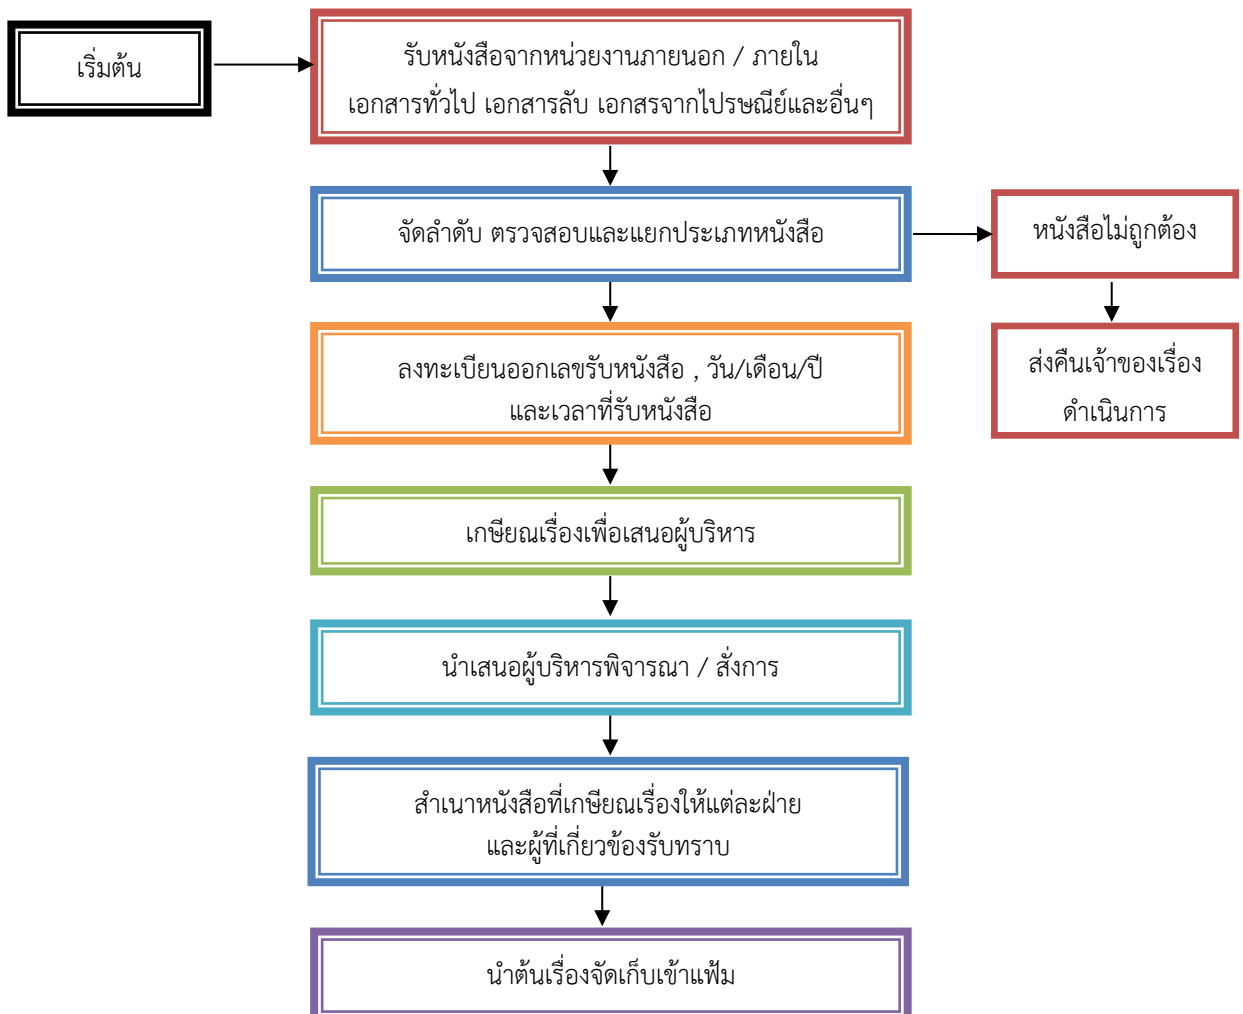 เริ่มต้น
รับหนังสือจากหน่วยงานภายนอก / ภายใน
เอกสารทั่วไป เอกสารลับ เอกสรจากไปรษณีย์และอื่นๆ
จัดลำดับ ตรวจสอบและแยกประเภทหนังสือ
หนังสือไม่ถูกต้อง
ส่งคืนเจ้าของเรื่อง
ดำเนินการ
ลงทะเบียนออกเลขรับหนังสือ , วัน/เดือน/ปี
และเวลาที่รับหนังสือ
เกษียณเรื่องเพื่อเสนอผู้บริหาร
นำเสนอผู้บริหารพิจารณา / สั่งการ
สำเนาหนังสือที่เกษียณเรื่องให้แต่ละฝ่าย
และผู้ที่เกี่ยวข้องรับทราบ
นำต้นเรื่องจัดเก็บเข้าแฟ้ม